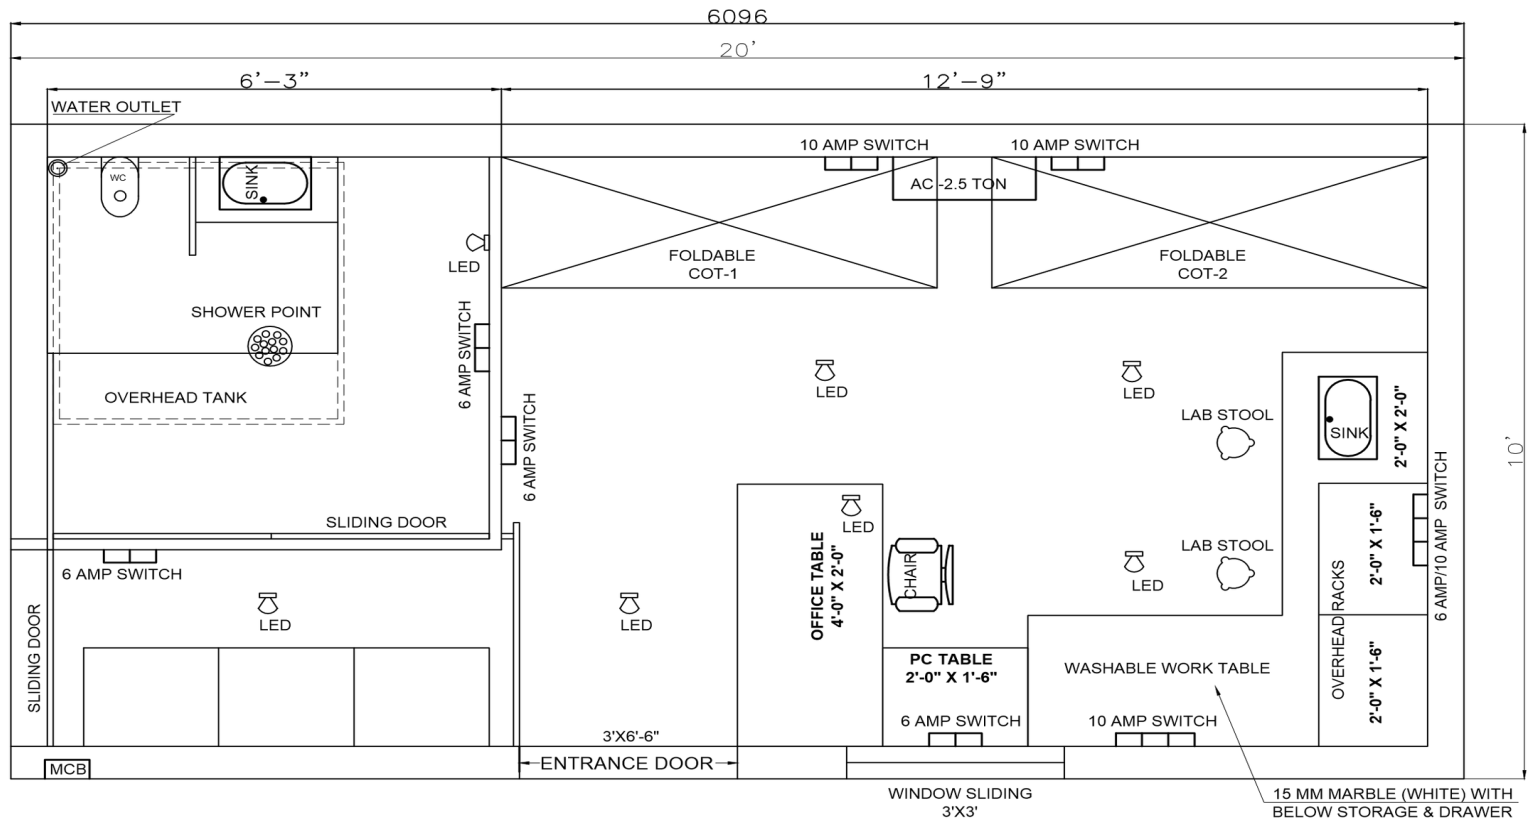 6096
20'
6'-3"
12'-9"
WATER OUTLET
10 AMP SWITCH
10 AMP SWITCH
WC
SINK
AC -2.5 TON
LED
FOLDABLE
COT-1
FOLDABLE
COT-2
SHOWER POINT
6 AMP SWITCH
OVERHEAD TANK
6 AMP SWITCH
LED
LED
LAB STOOL
SINK
2'-0" X 2'-0"
10'
6 AMP/10 AMP SWITCH
SLIDING DOOR
LED
OFFICE TABLE
4'-0" X 2'-0"
CHAIR
LAB STOOL
LED
2'-0" X 1'-6"
OVERHEAD RACKS
6 AMP SWITCH
LED
LED
SLIDING DOOR
PC TABLE
2'-0" X 1'-6"
WASHABLE WORK TABLE
2'-0" X 1'-6"
6 AMP SWITCH
10 AMP SWITCH
3'X6'-6"
MCB
ENTRANCE DOOR
WINDOW SLIDING
3'X3'
15 MM MARBLE (WHITE) WITH
BELOW STORAGE & DRAWER